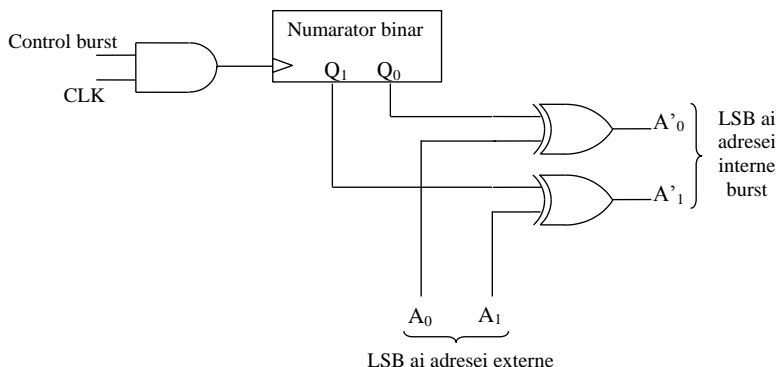 Control burst
CLK
Numarator binar
Q1 Q0
A'0
A'1
LSB ai
adresei
interne
burst
A0 A1
LSB ai adresei externe